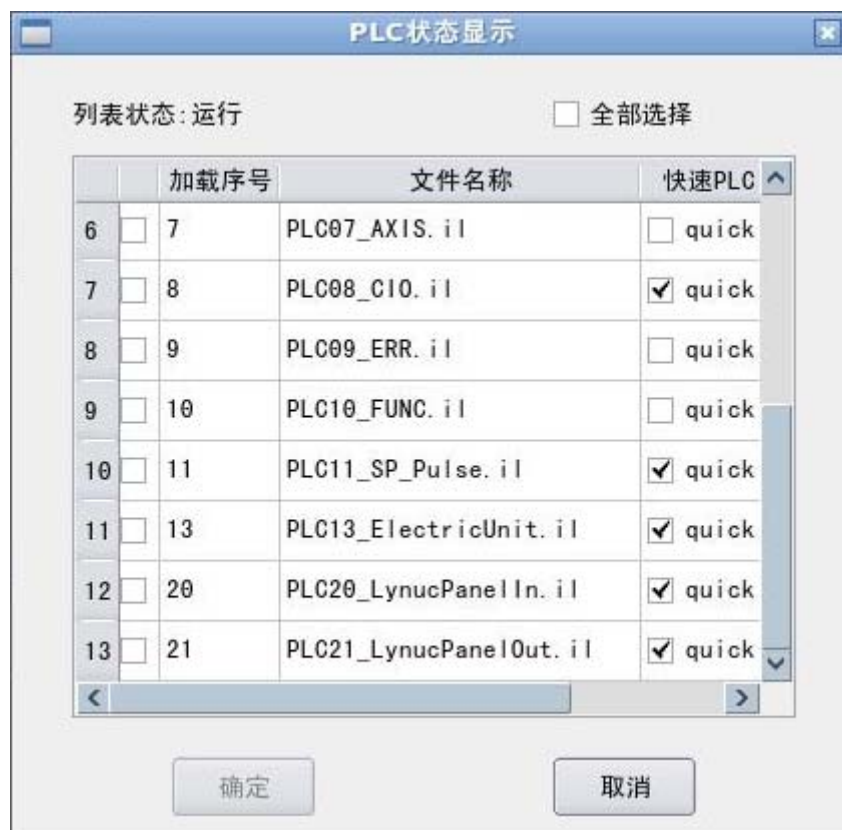 PLC状态显示
列表状态:运行 全部选择
加载序号 文件名称 快速PLC
6 7 PLC07_AXIS.il quick
7 8 PLC08_CIO.il quick
8 9 PLC09_ERR.il quick
9 10 PLC10_FUNC.il quick
10 11 PLC11_SP_Pulse.il quick
11 13 PLC13_ElectricUnit.il quick
12 20 PLC20_LynucPanelIn.il quick
13 21 PLC21_LynucPanelOut.il quick
确定 取消